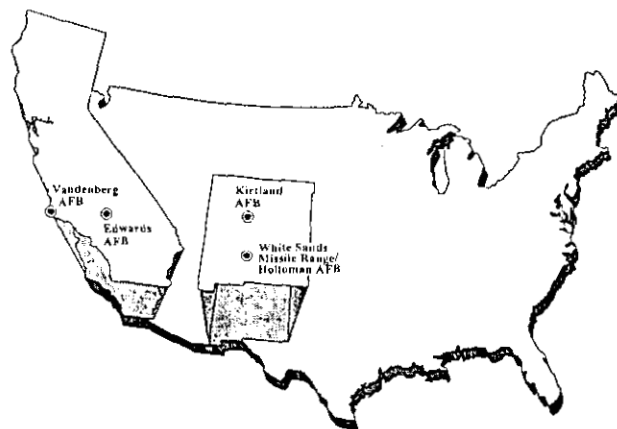 Vandenberg
AFB
Edwards
AFB
Kirtland
AFB
White Sands
Missile Range/
Holloman AFB